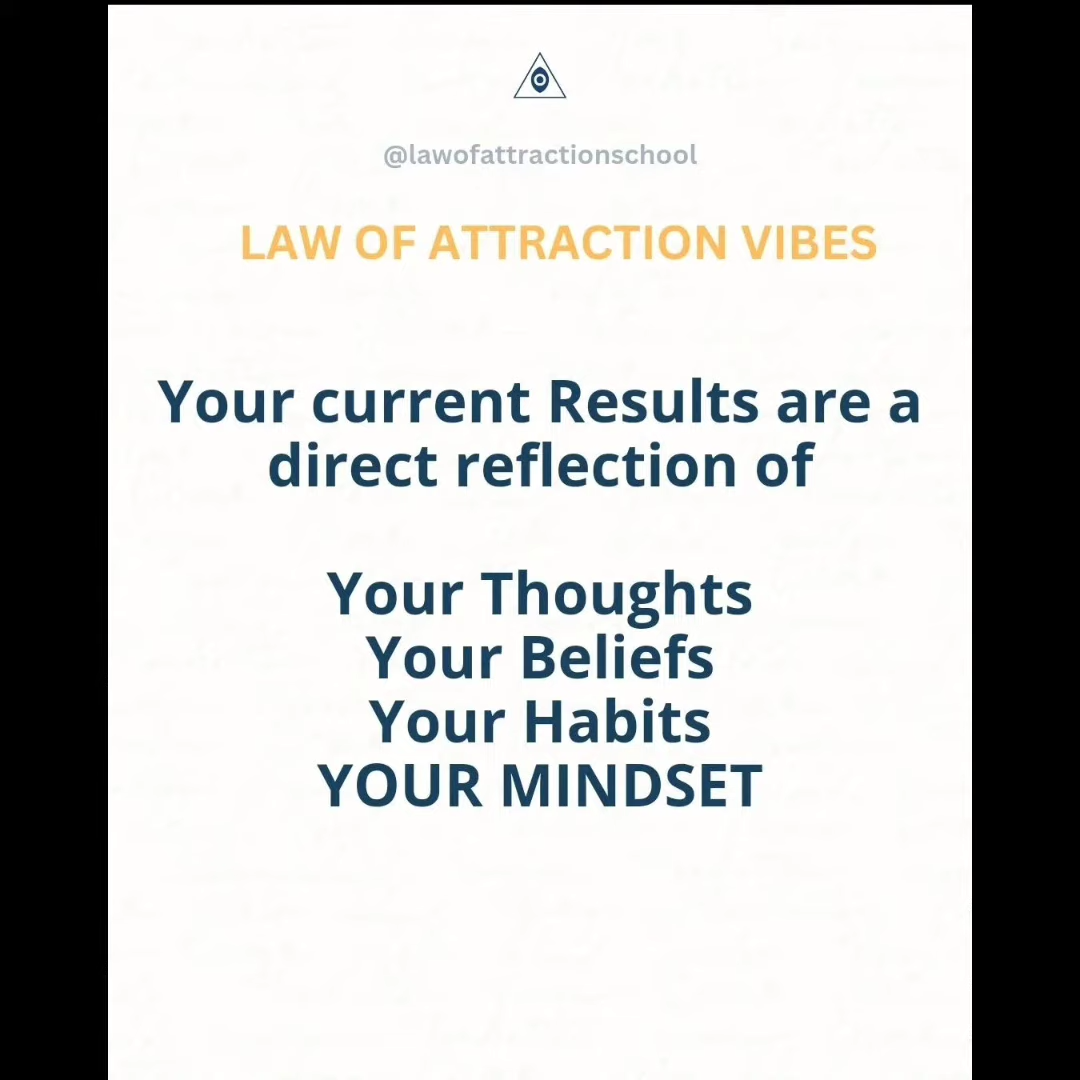 @lawofattractionschool
LAW OF ATTRACTION VIBES
Your current Results are a
direct reflection of
Your Thoughts
Your Beliefs
Your Habits
YOUR MINDSET